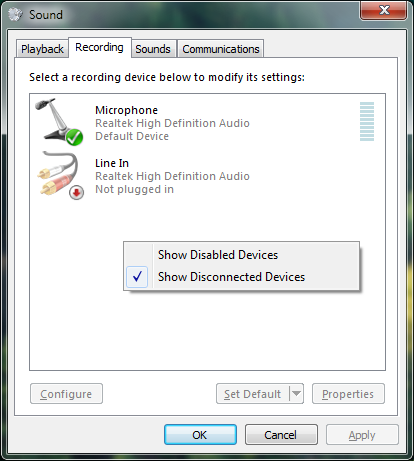 Sound
Playback Recording Sounds Communications
Select a recording device below to modify its settings:
Microphone
Realtek High Definition Audio
Default Device
Line In
Realtek High Definition Audio
Not plugged in
Show Disabled Devices
Show Disconnected Devices
Configure Set Default Properties
OK Cancel Apply